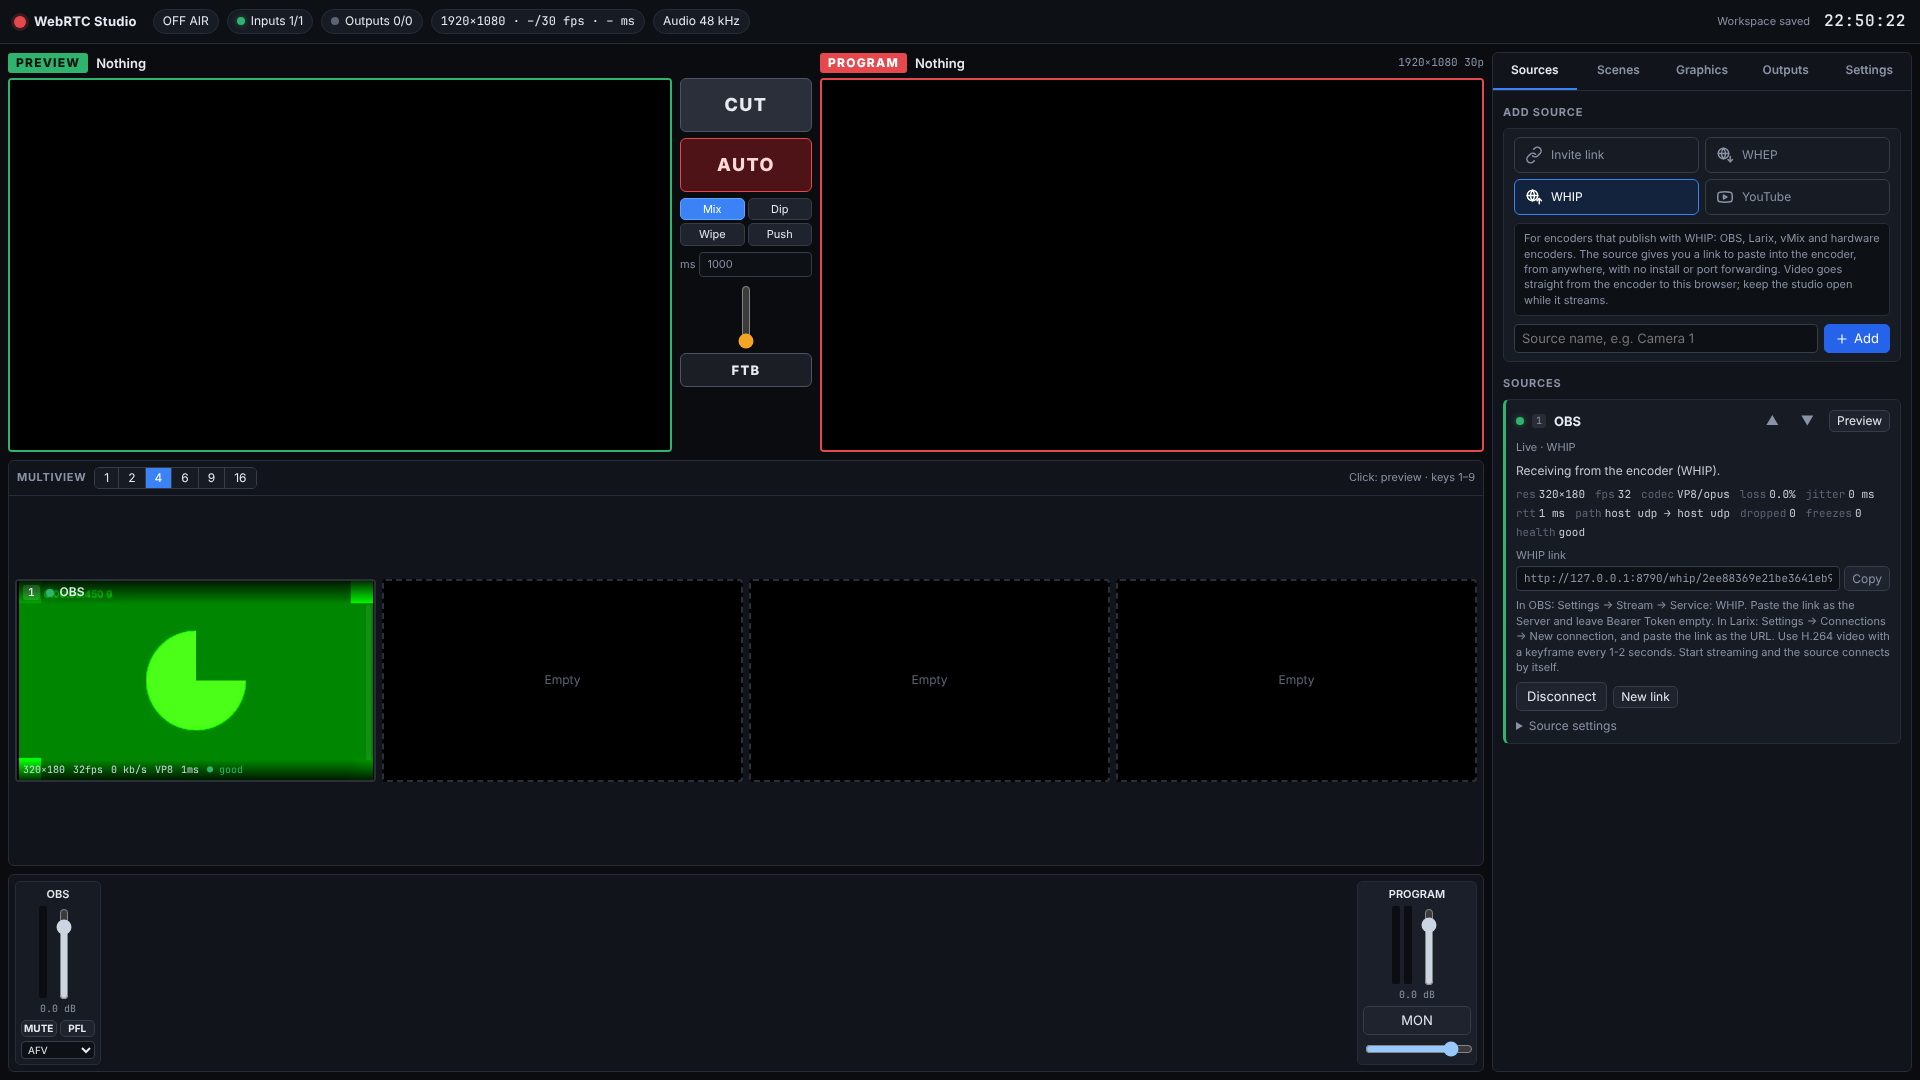 WebRTC Studio OFF AIR Inputs 1/1 Outputs 0/0 1920×1080 · –/30 fps · – ms Audio 48 kHz Workspace saved 22:50:22
PREVIEW Nothing
CUT
AUTO
Mix Dip
Wipe Push
ms 1000
FTB
PROGRAM Nothing 1920×1080 30p
MULTIVIEW 1 2 4 6 9 16 Click: preview · keys 1–9
1 OBS
320×180 32fps 0 kb/s VP8 1ms good
Empty
Empty
Empty
OBS
0.0 dB
MUTE PFL
AFV
PROGRAM
0.0 dB
MON
Sources Scenes Graphics Outputs Settings
ADD SOURCE
Invite link WHEP
WHIP YouTube
For encoders that publish with WHIP: OBS, Larix, vMix and hardware
encoders. The source gives you a link to paste into the encoder,
from anywhere, with no install or port forwarding. Video goes
straight from the encoder to this browser; keep the studio open
while it streams.
Source name, e.g. Camera 1 + Add
SOURCES
1 OBS ▲ ▼ Preview
Live · WHIP
Receiving from the encoder (WHIP).
res 320×180 fps 32 codec VP8/opus loss 0.0% jitter 0 ms
rtt 1 ms path host udp → host udp dropped 0 freezes 0
health good
WHIP link
http://127.0.0.1:8790/whip/2ee88369e21be3641eb9 Copy
In OBS: Settings → Stream → Service: WHIP. Paste the link as the
Server and leave Bearer Token empty. In Larix: Settings → Connections
→ New connection, and paste the link as the URL. Use H.264 video with
a keyframe every 1-2 seconds. Start streaming and the source connects
by itself.
Disconnect New link
▶ Source settings